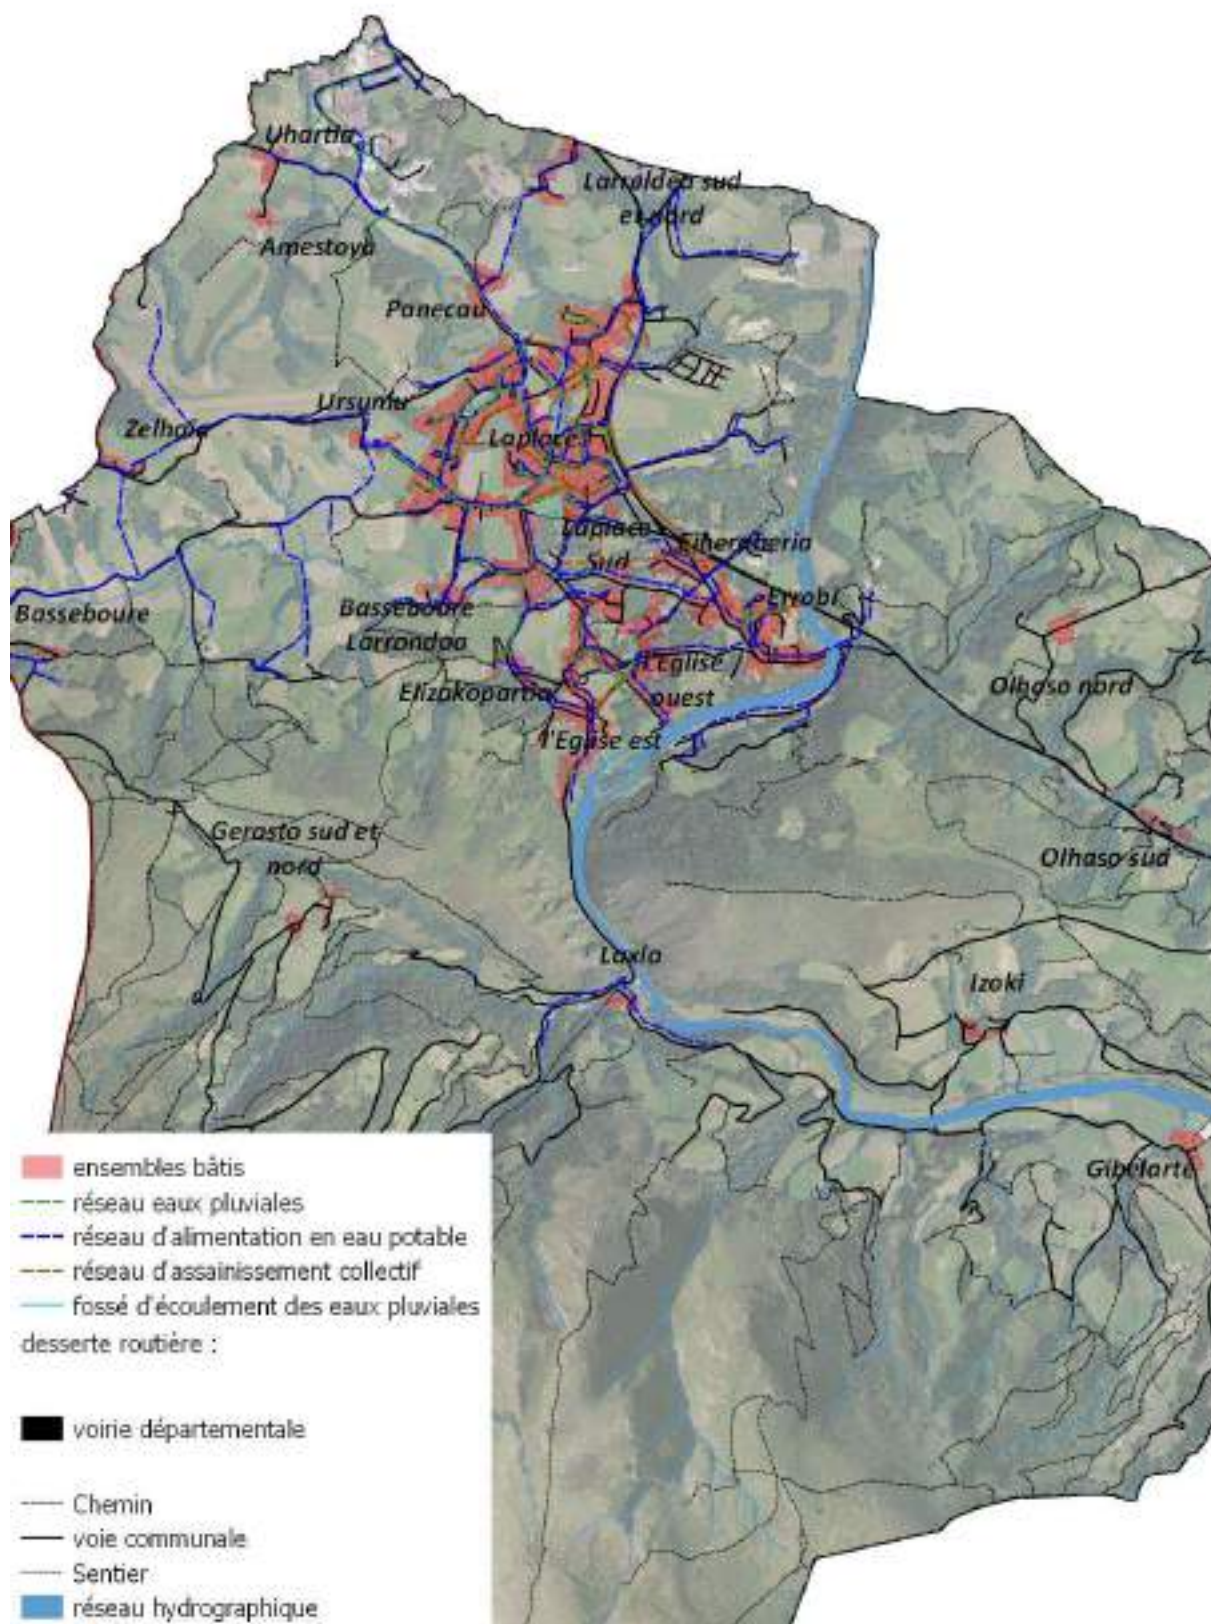 Uhartia
Larraldea sud
et nord
Amestoya
Panecau
Ursumu
Zelhaia
Laplace
Laplace
Sud
Eiheraberia
Errobi
Basseboure
Basseboure
Larrondoa
L'Eglise
ouest
Elizakopartia
l'Eglise est
Olhaso nord
Olhaso sud
Gerasto sud et
nord
Laxia
Izoki
Gibelarte
ensembles bâtis
réseau eaux pluviales
réseau d'alimentation en eau potable
réseau d'assainissement collectif
fossé d'écoulement des eaux pluviales
desserte routière :
voirie départementale
Chemin
voie communale
Sentier
réseau hydrographique